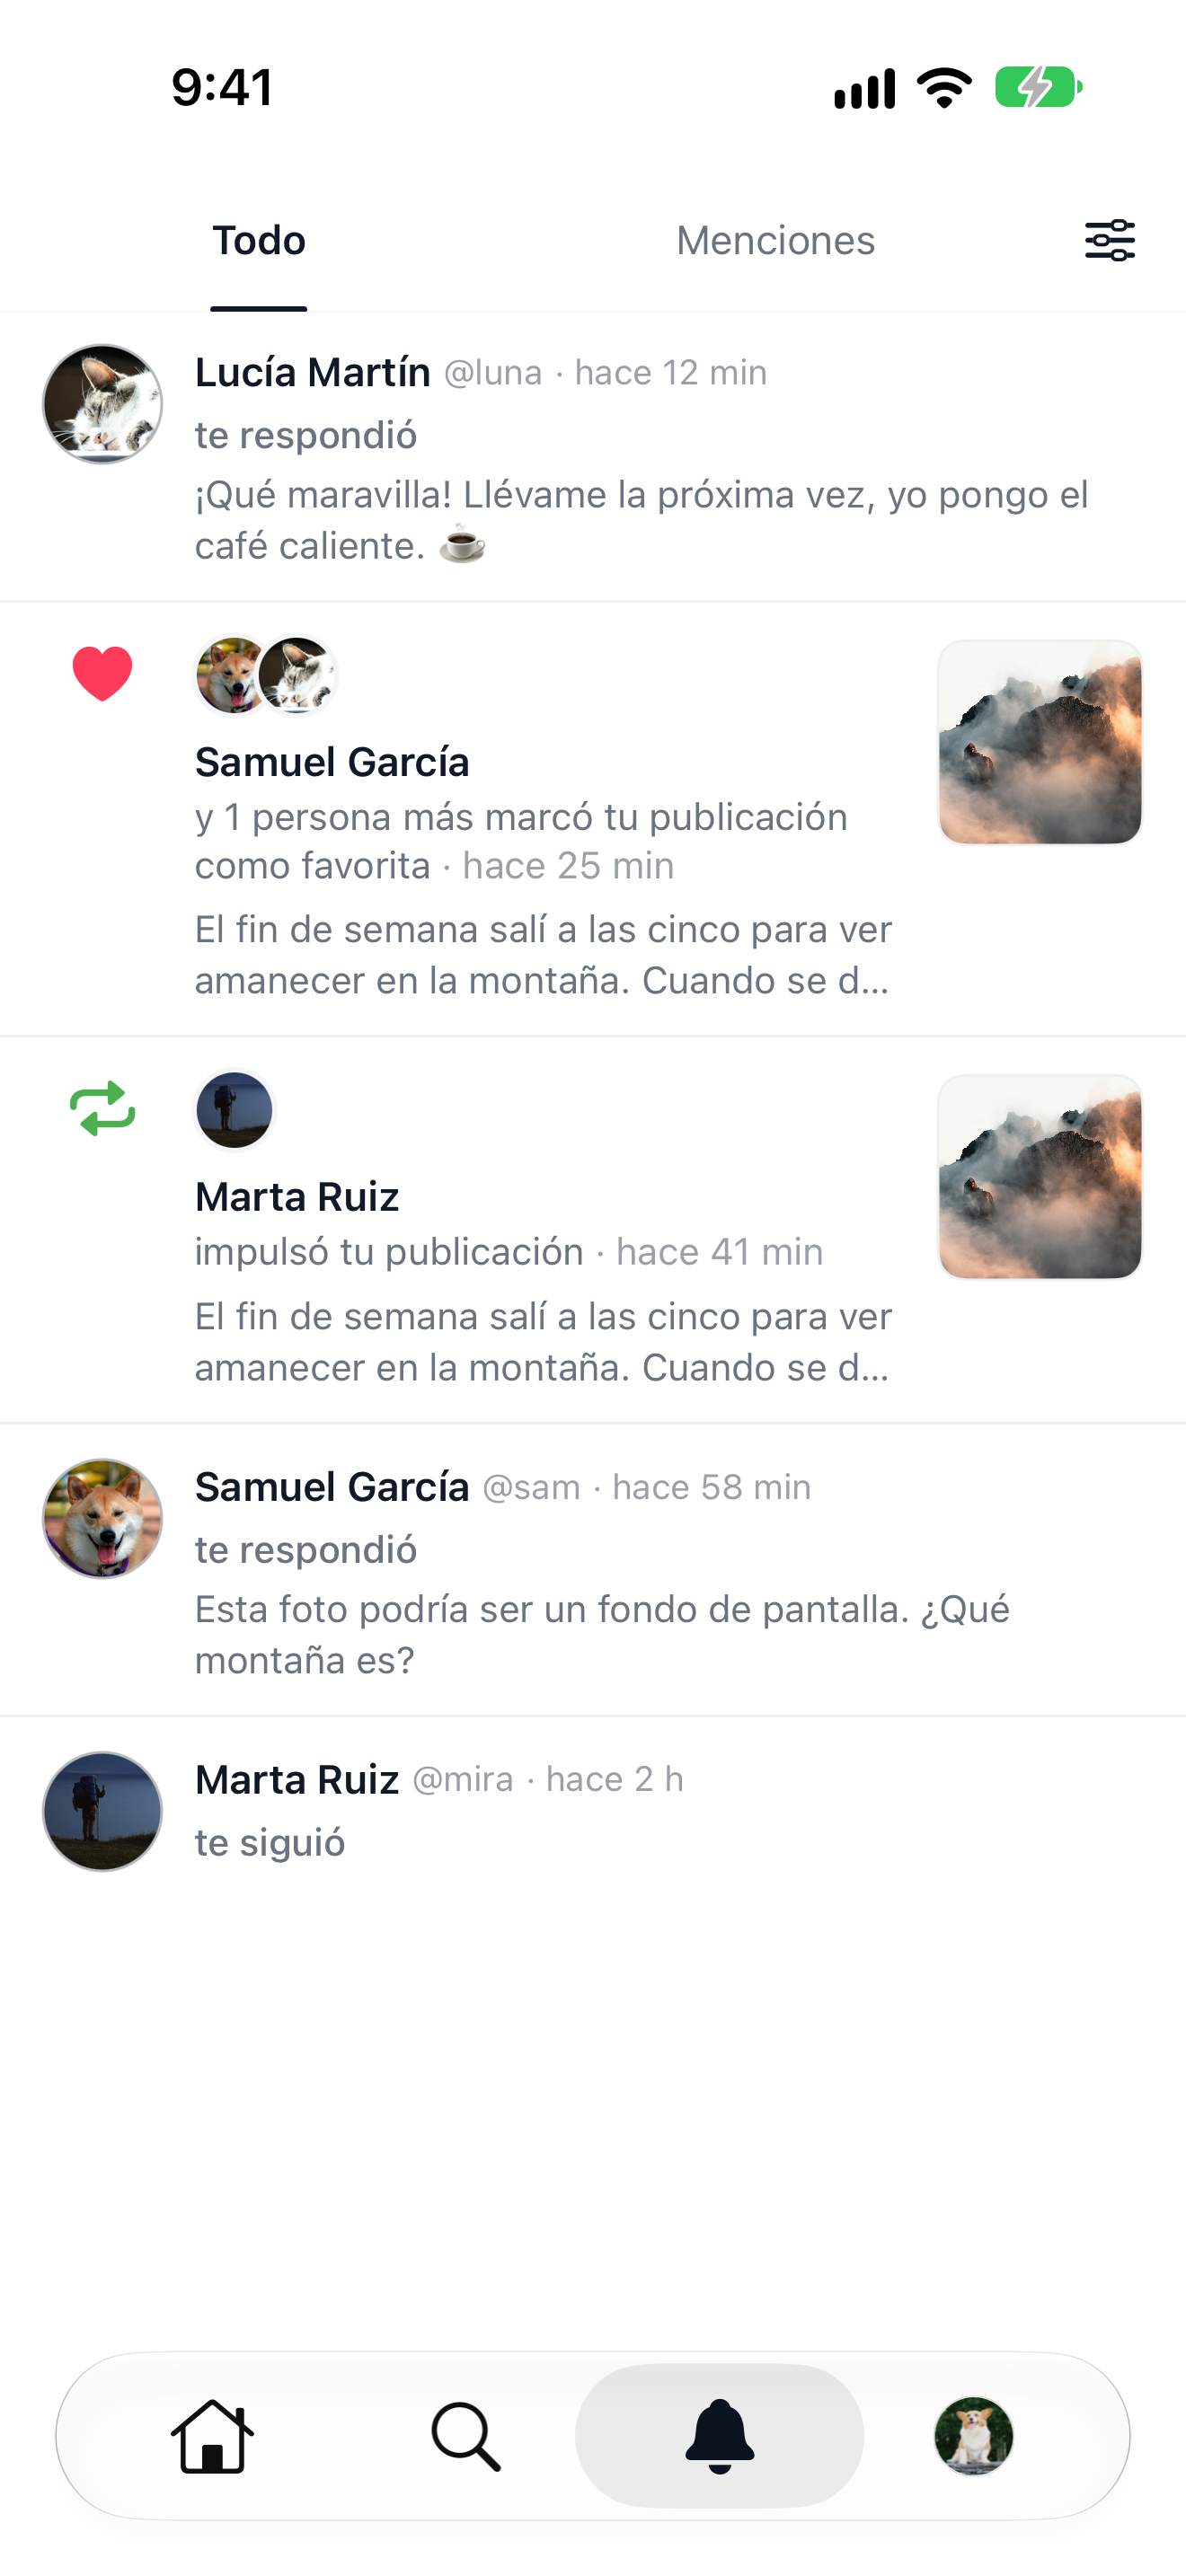 9:41
Todo
Menciones
Lucía Martín @luna · hace 12 min
te respondió
¡Qué maravilla! Llévame la próxima vez, yo pongo el
café caliente. ☕
Samuel García
y 1 persona más marcó tu publicación
como favorita · hace 25 min
El fin de semana salí a las cinco para ver
amanecer en la montaña. Cuando se d...
Marta Ruiz
impulsó tu publicación · hace 41 min
El fin de semana salí a las cinco para ver
amanecer en la montaña. Cuando se d...
Samuel García @sam · hace 58 min
te respondió
Esta foto podría ser un fondo de pantalla. ¿Qué
montaña es?
Marta Ruiz @mira · hace 2 h
te siguió